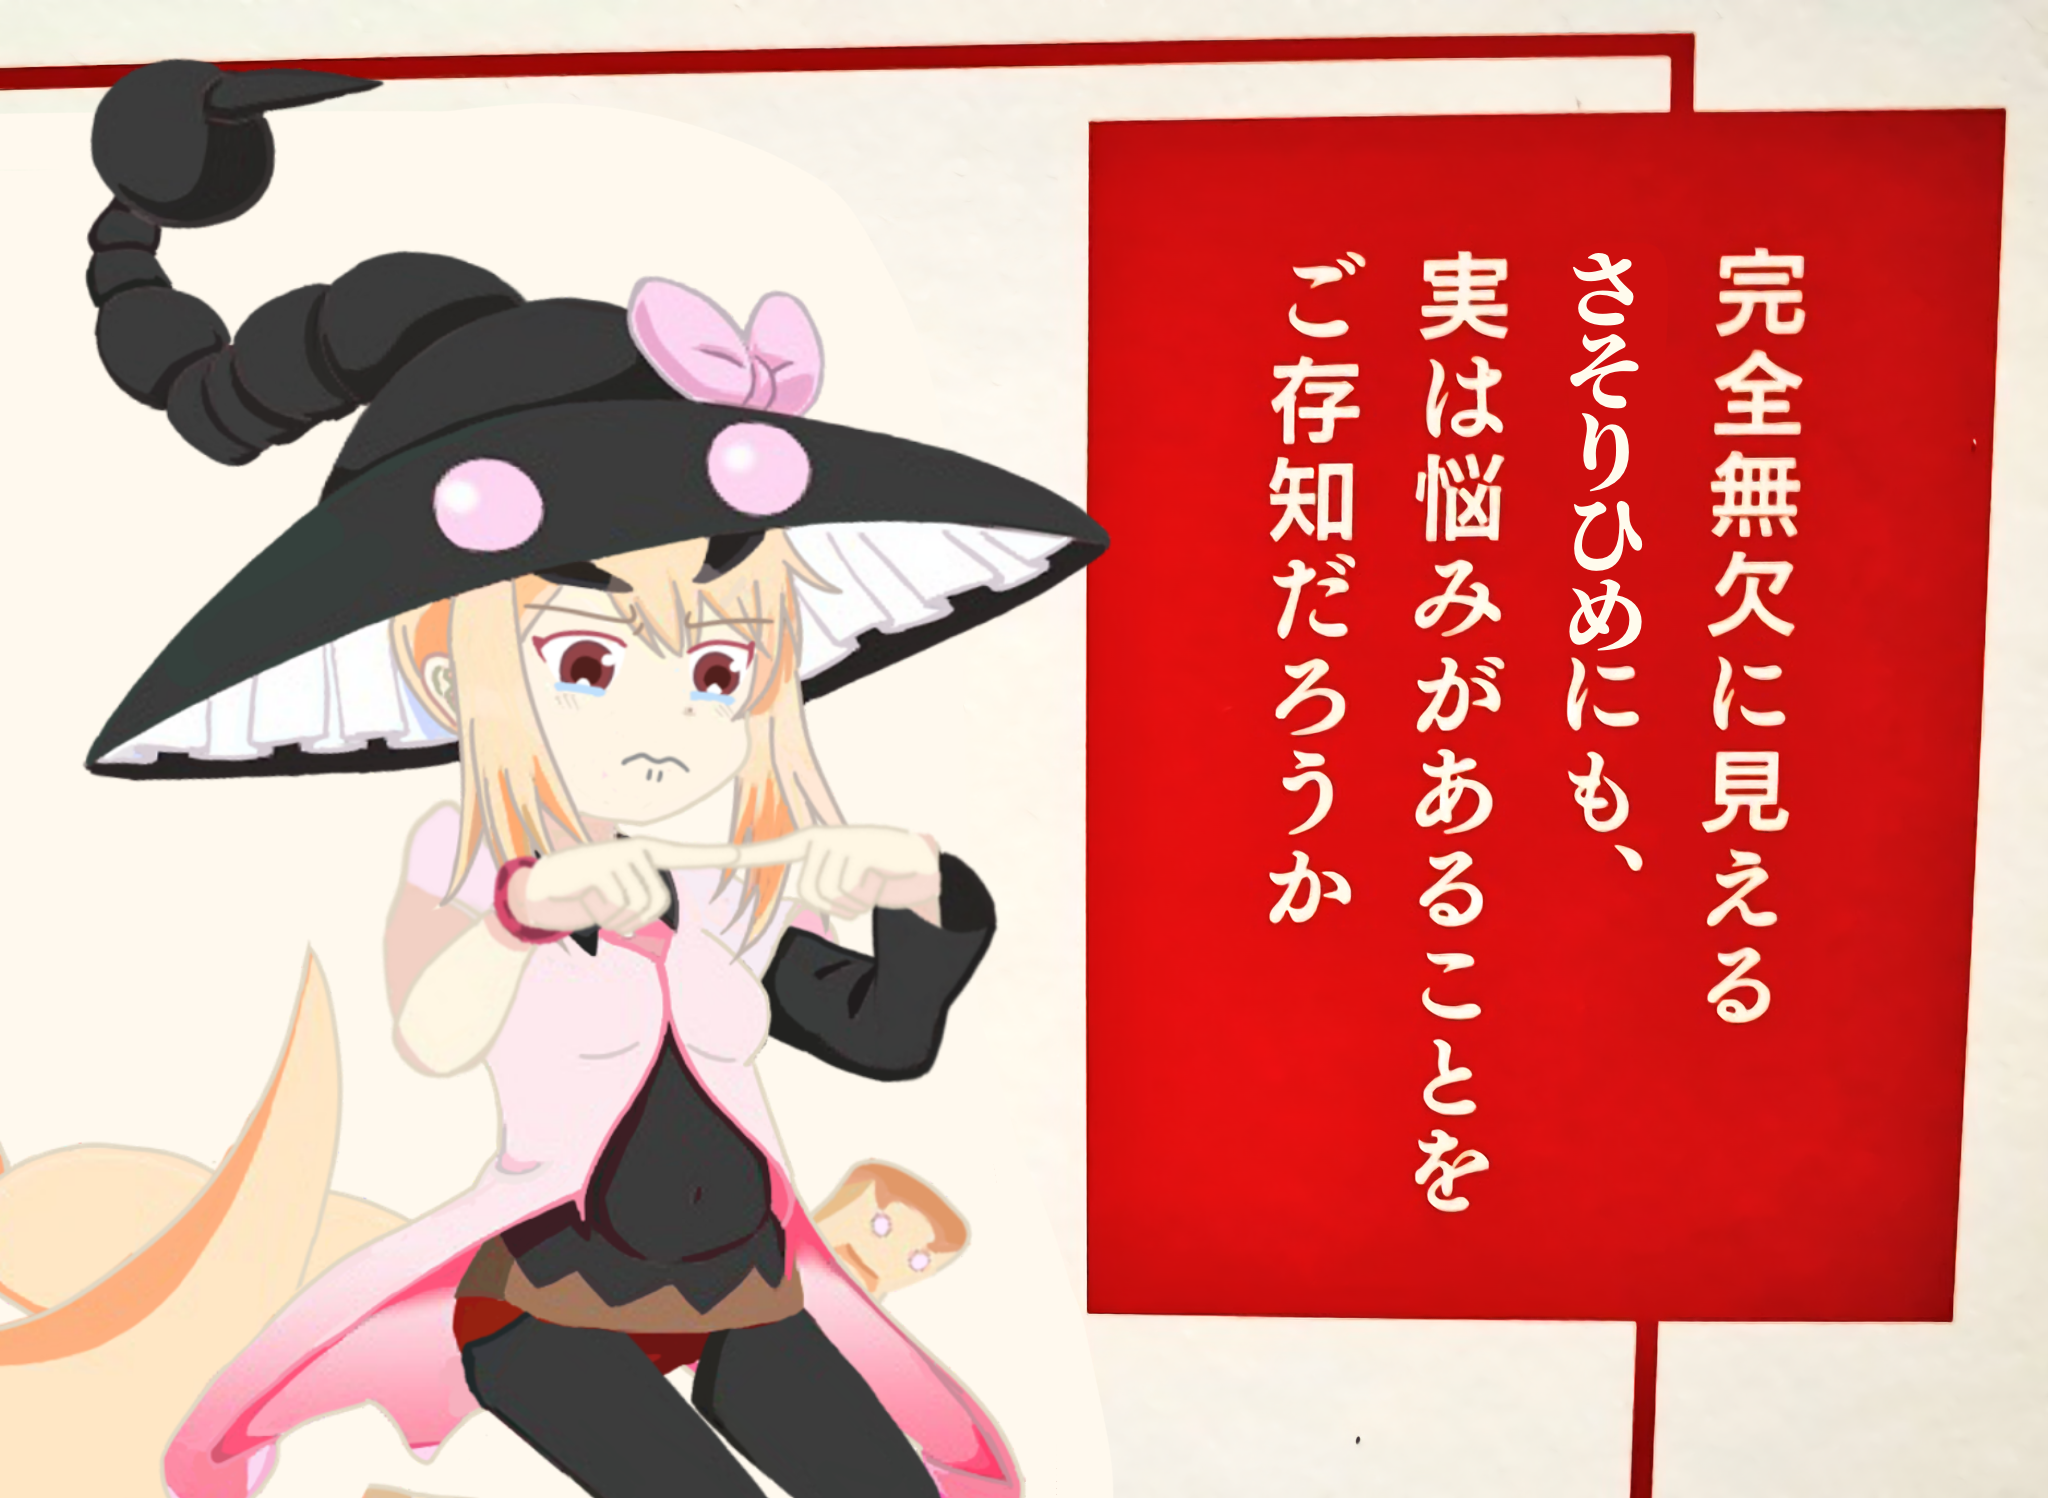 完全無欠に見える
さそりひめにも、
実は悩みがあることを
ご存知だろうか